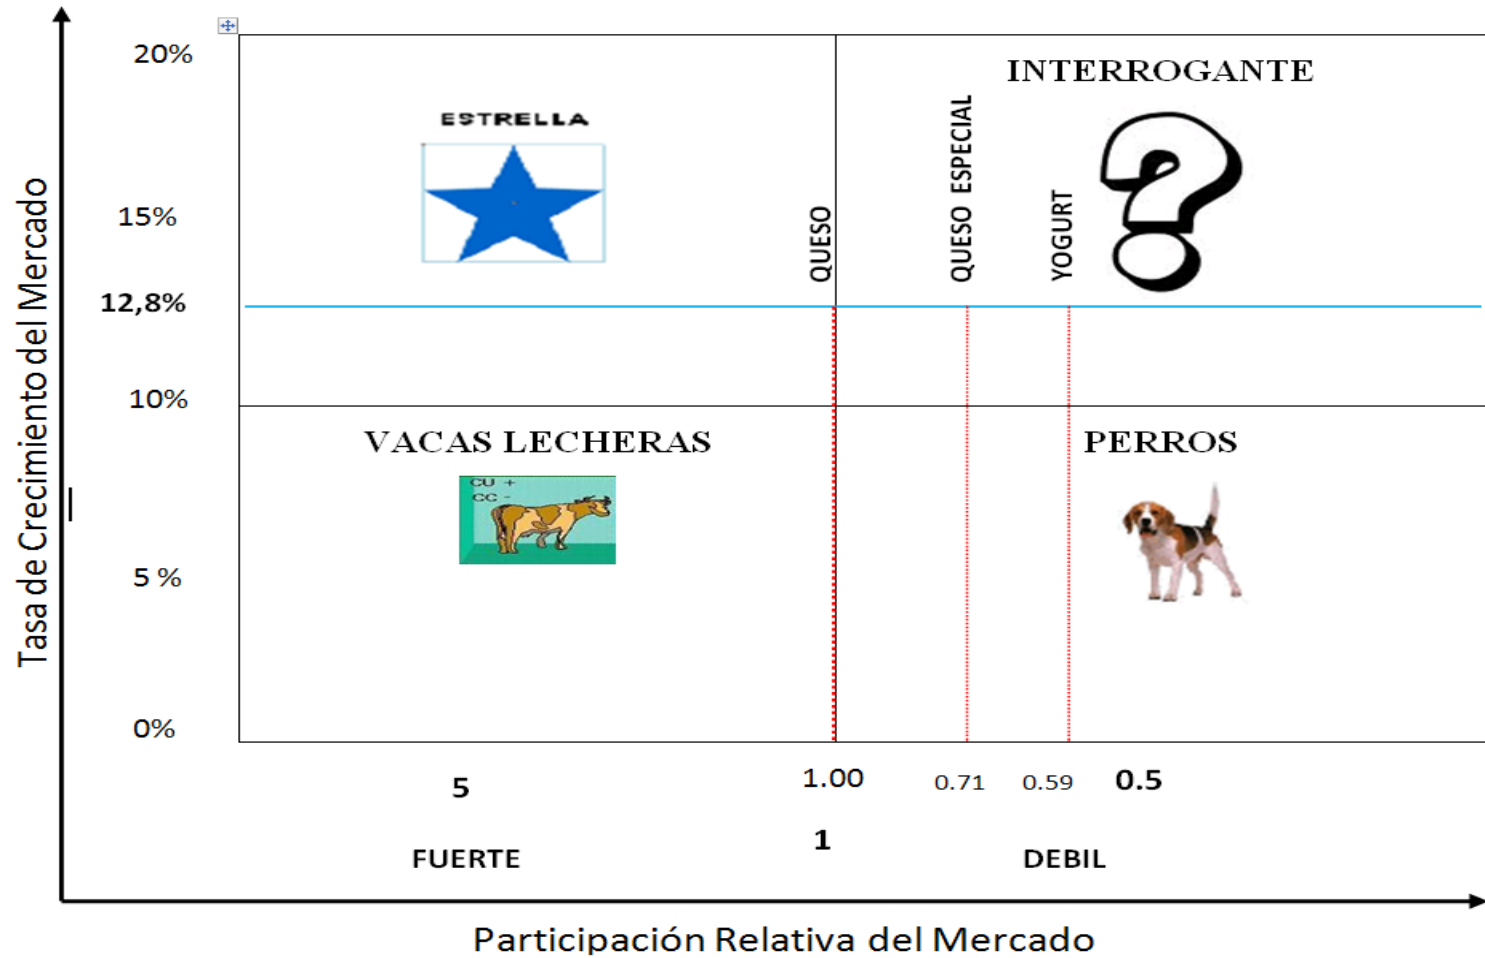 Tasa de Crecimiento del Mercado
20%
15%
12,8%
10%
5 %
0%
ESTRELLA
INTERROGANTE
QUESO
QUESO ESPECIAL
YOGURT
VACAS LECHERAS
CU +
CC -
PERROS
5
1.00
0.71
0.59
0.5
1
FUERTE
DEBIL
Participación Relativa del Mercado